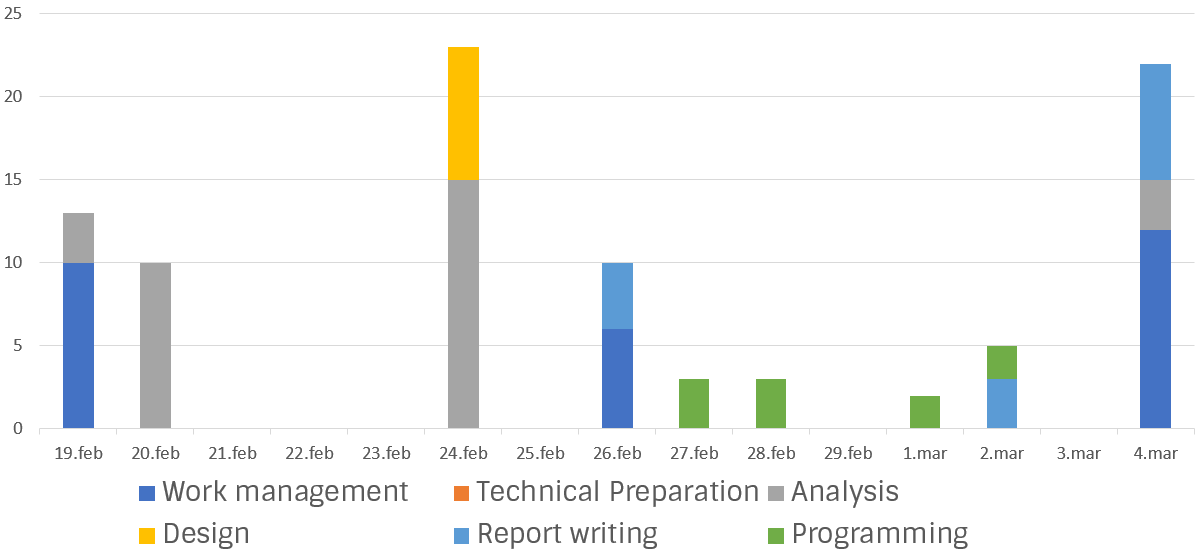 25
20
15
10
5
0
19.feb 20.feb 21.feb 22.feb 23.feb 24.feb 25.feb 26.feb 27.feb 28.feb 29.feb 1.mar 2.mar 3.mar 4.mar
Work management Technical Preparation Analysis
Design Report writing Programming